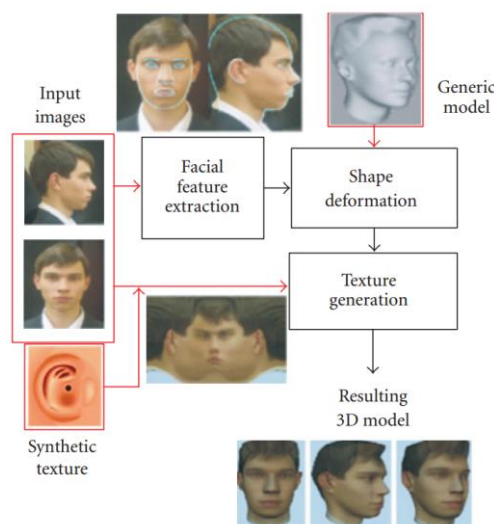 Input
images
Generic
model
Facial
feature
extraction
Shape
deformation
Texture
generation
Synthetic
texture
Resulting
3D model